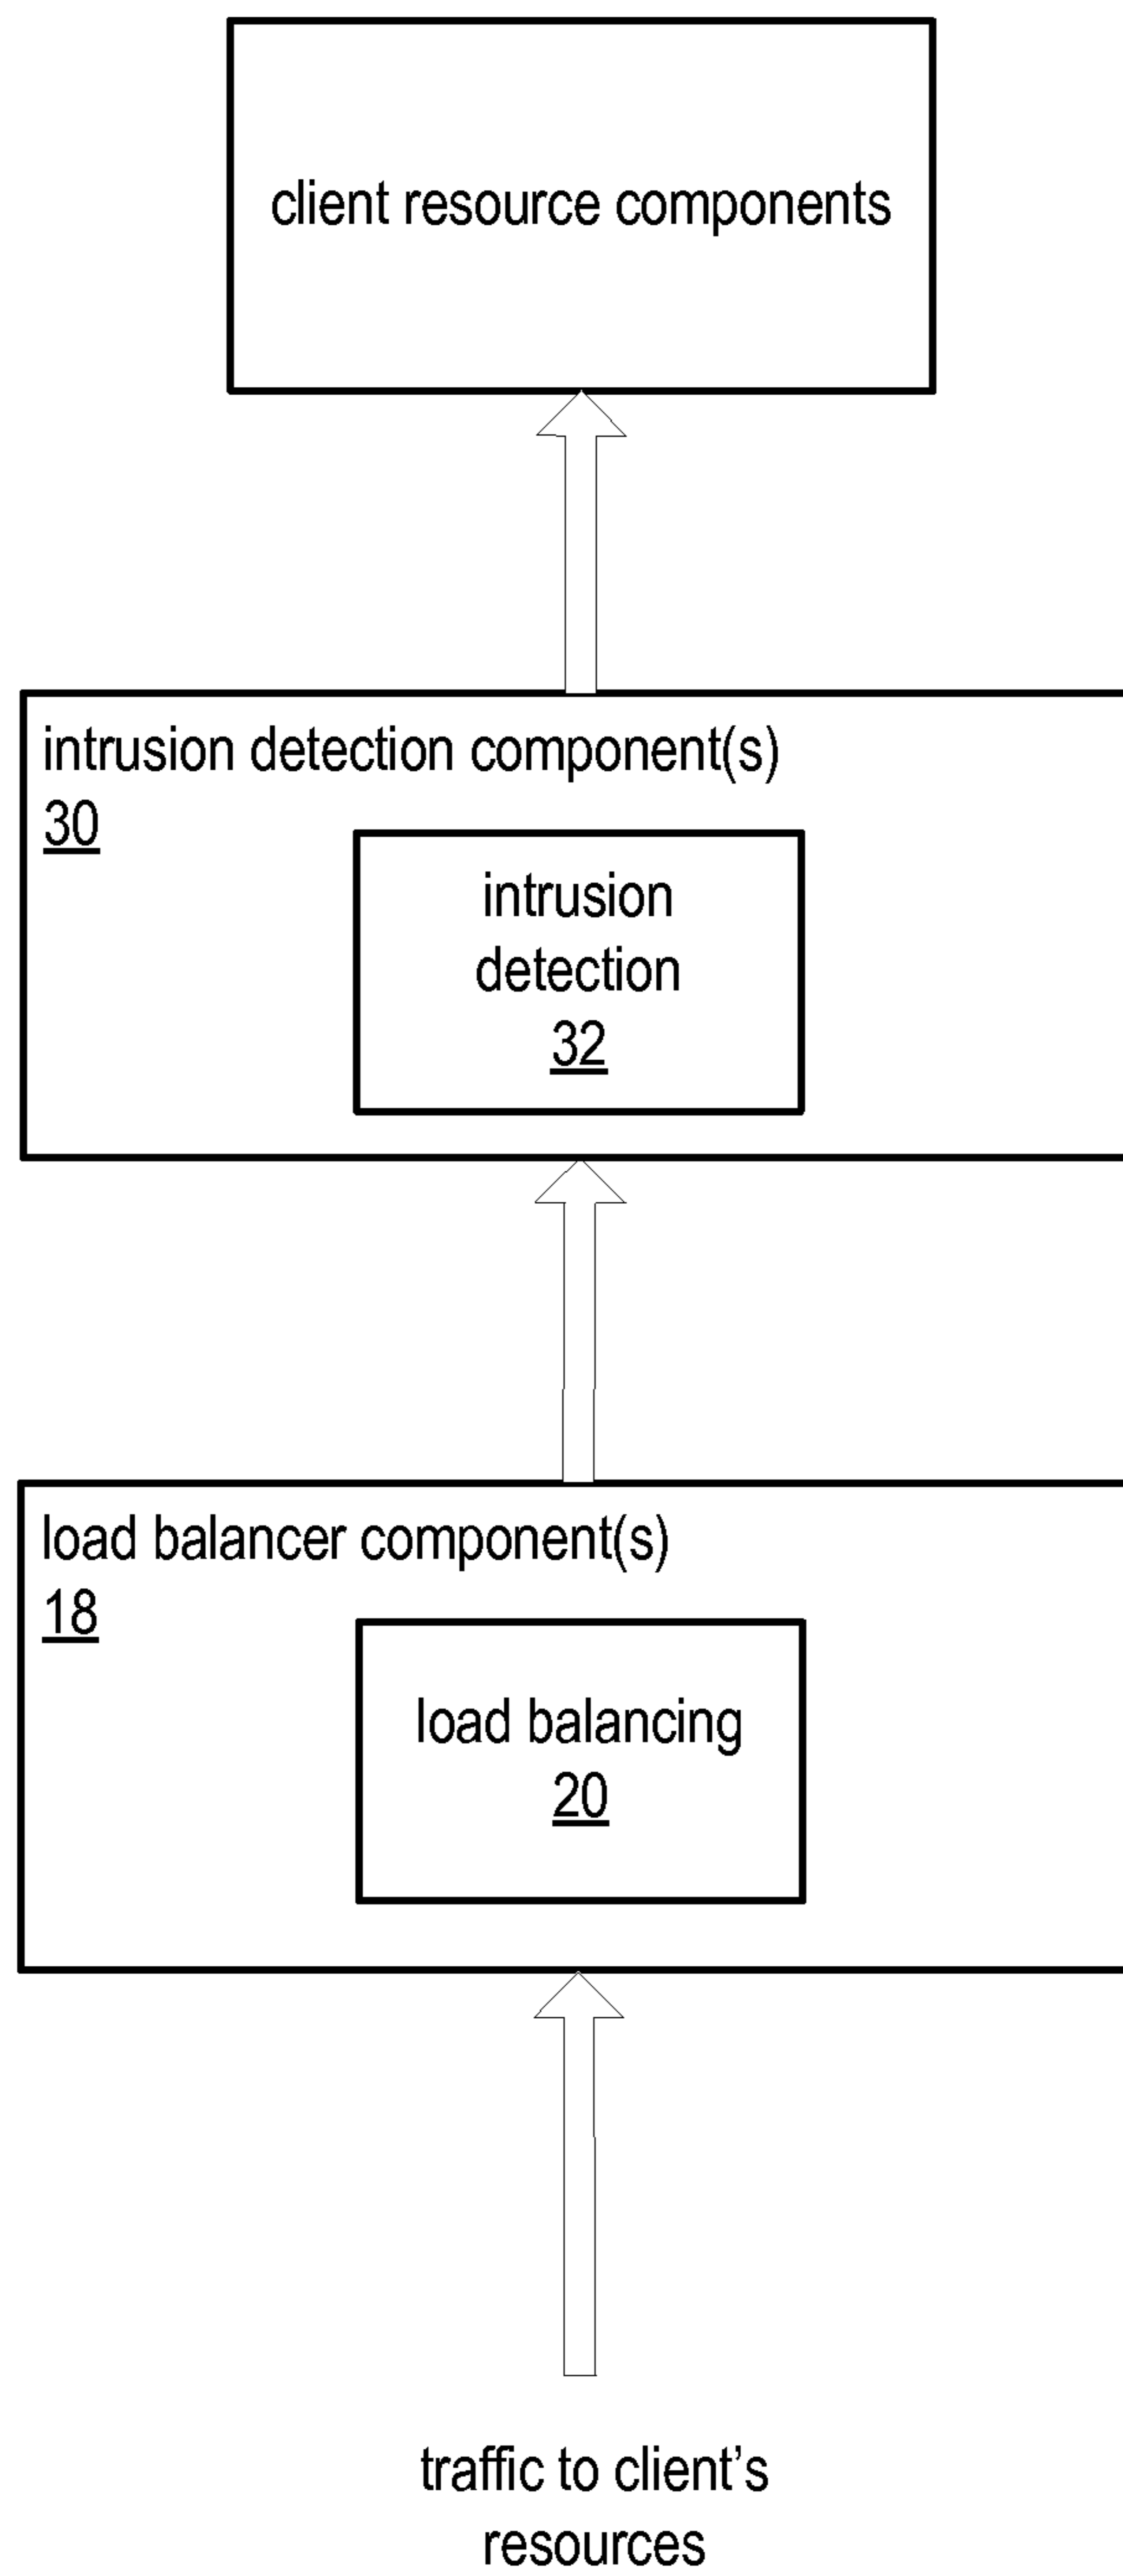 client resource components
intrusion detection component(s)
30
intrusion
detection
32
load balancer component(s)
18
load balancing
20
traffic to client’s
resources